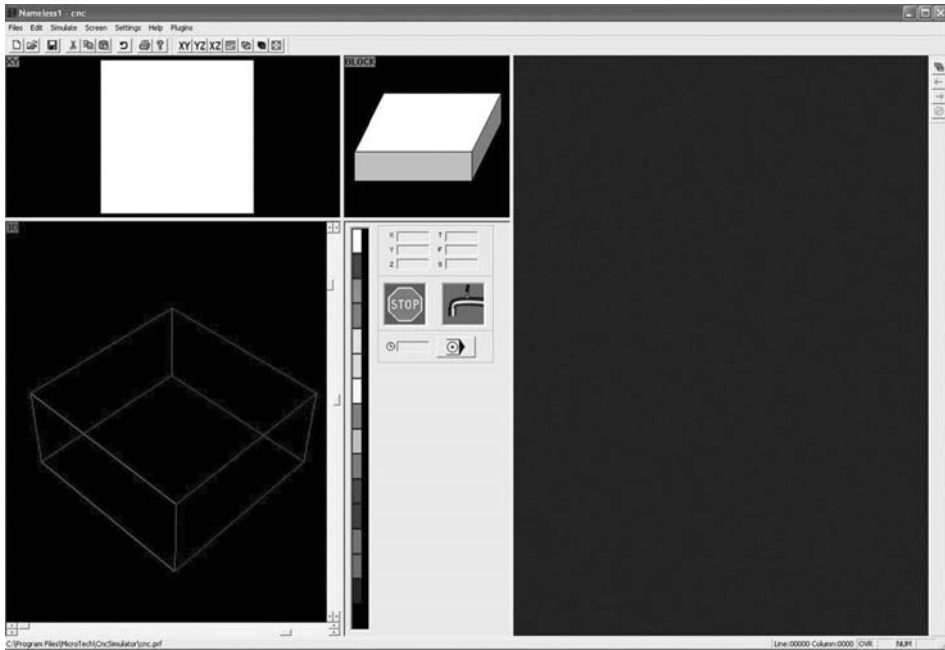 Nameless1 - cnc
Files Edit Simulate Screen Settings Help Plugins
XY YZ XZ
XY
BLOCK
3D
X T
Y F
Z S
STOP
C:\Program Files\MicroTech\CncSimulator\cnc.prf
Line:00000 Column:0000 OVR NUM